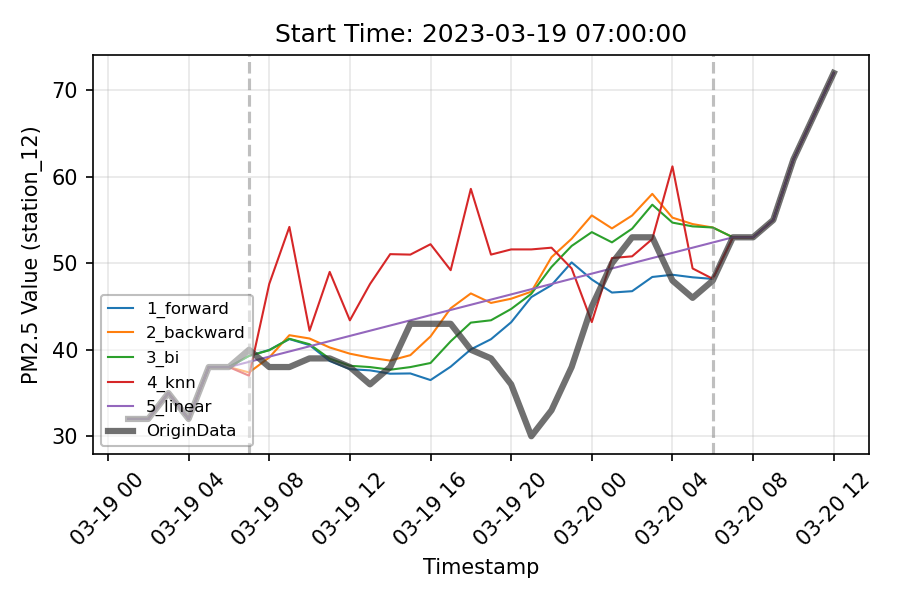 Start Time: 2023-03-19 07:00:00
PM2.5 Value (station_12)
70
60
50
40
30
1_forward
2_backward
3_bi
4_knn
5_linear
OriginData
03-19 00
03-19 04
03-19 08
03-19 12
03-19 16
03-19 20
03-20 00
03-20 04
03-20 08
03-20 12
Timestamp